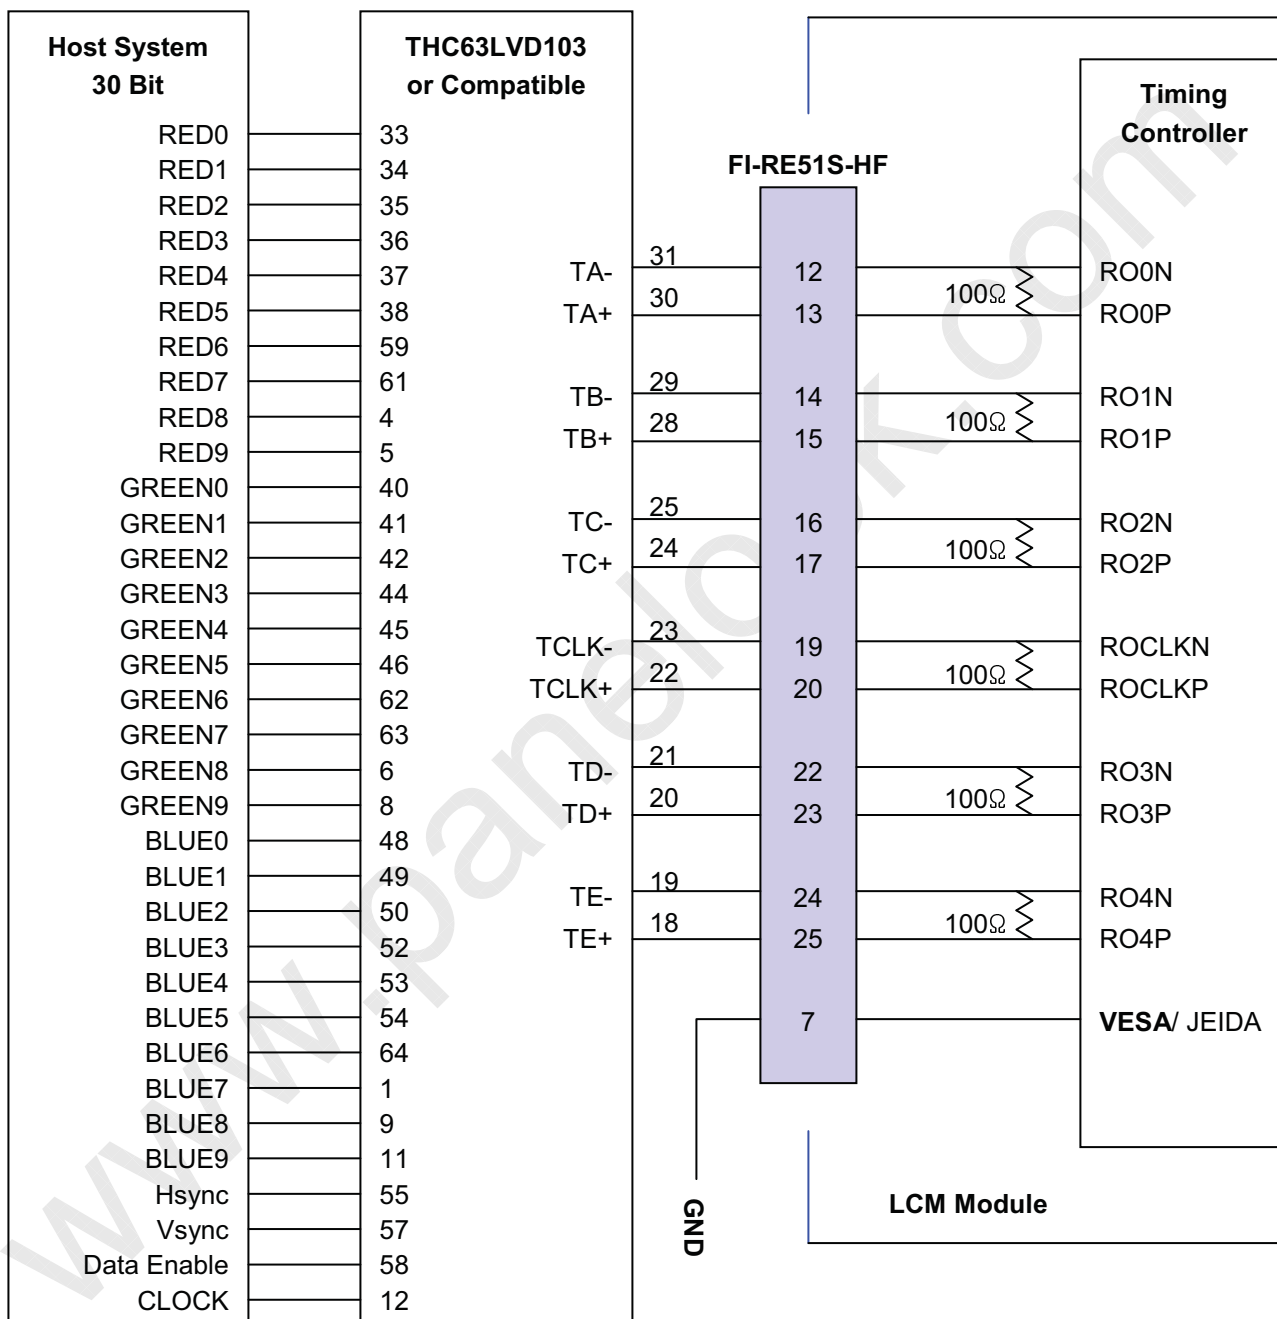 Host System
30 Bit
RED0
RED1
RED2
RED3
RED4
RED5
RED6
RED7
RED8
RED9
GREEN0
GREEN1
GREEN2
GREEN3
GREEN4
GREEN5
GREEN6
GREEN7
GREEN8
GREEN9
BLUE0
BLUE1
BLUE2
BLUE3
BLUE4
BLUE5
BLUE6
BLUE7
BLUE8
BLUE9
Hsync
Vsync
Data Enable
CLOCK
THC63LVD103
or Compatible
33
34
35
36
37
38
59
61
4
5
40
41
42
44
45
46
62
63
6
8
48
49
50
52
53
54
64
1
9
11
55
57
58
12
TA- 31
TA+ 30
TB- 29
TB+ 28
TC- 25
TC+ 24
TCLK- 23
TCLK+ 22
TD- 21
TD+ 20
TE- 19
TE+ 18
GND
FI-RE51S-HF
12
13
14
15
16
17
19
20
22
23
24
25
7
100Ω
100Ω
100Ω
100Ω
100Ω
100Ω
Timing
Controller
RO0N
RO0P
RO1N
RO1P
RO2N
RO2P
ROCLKN
ROCLKP
RO3N
RO3P
RO4N
RO4P
VESA/ JEIDA
LCM Module
www.panelook.com